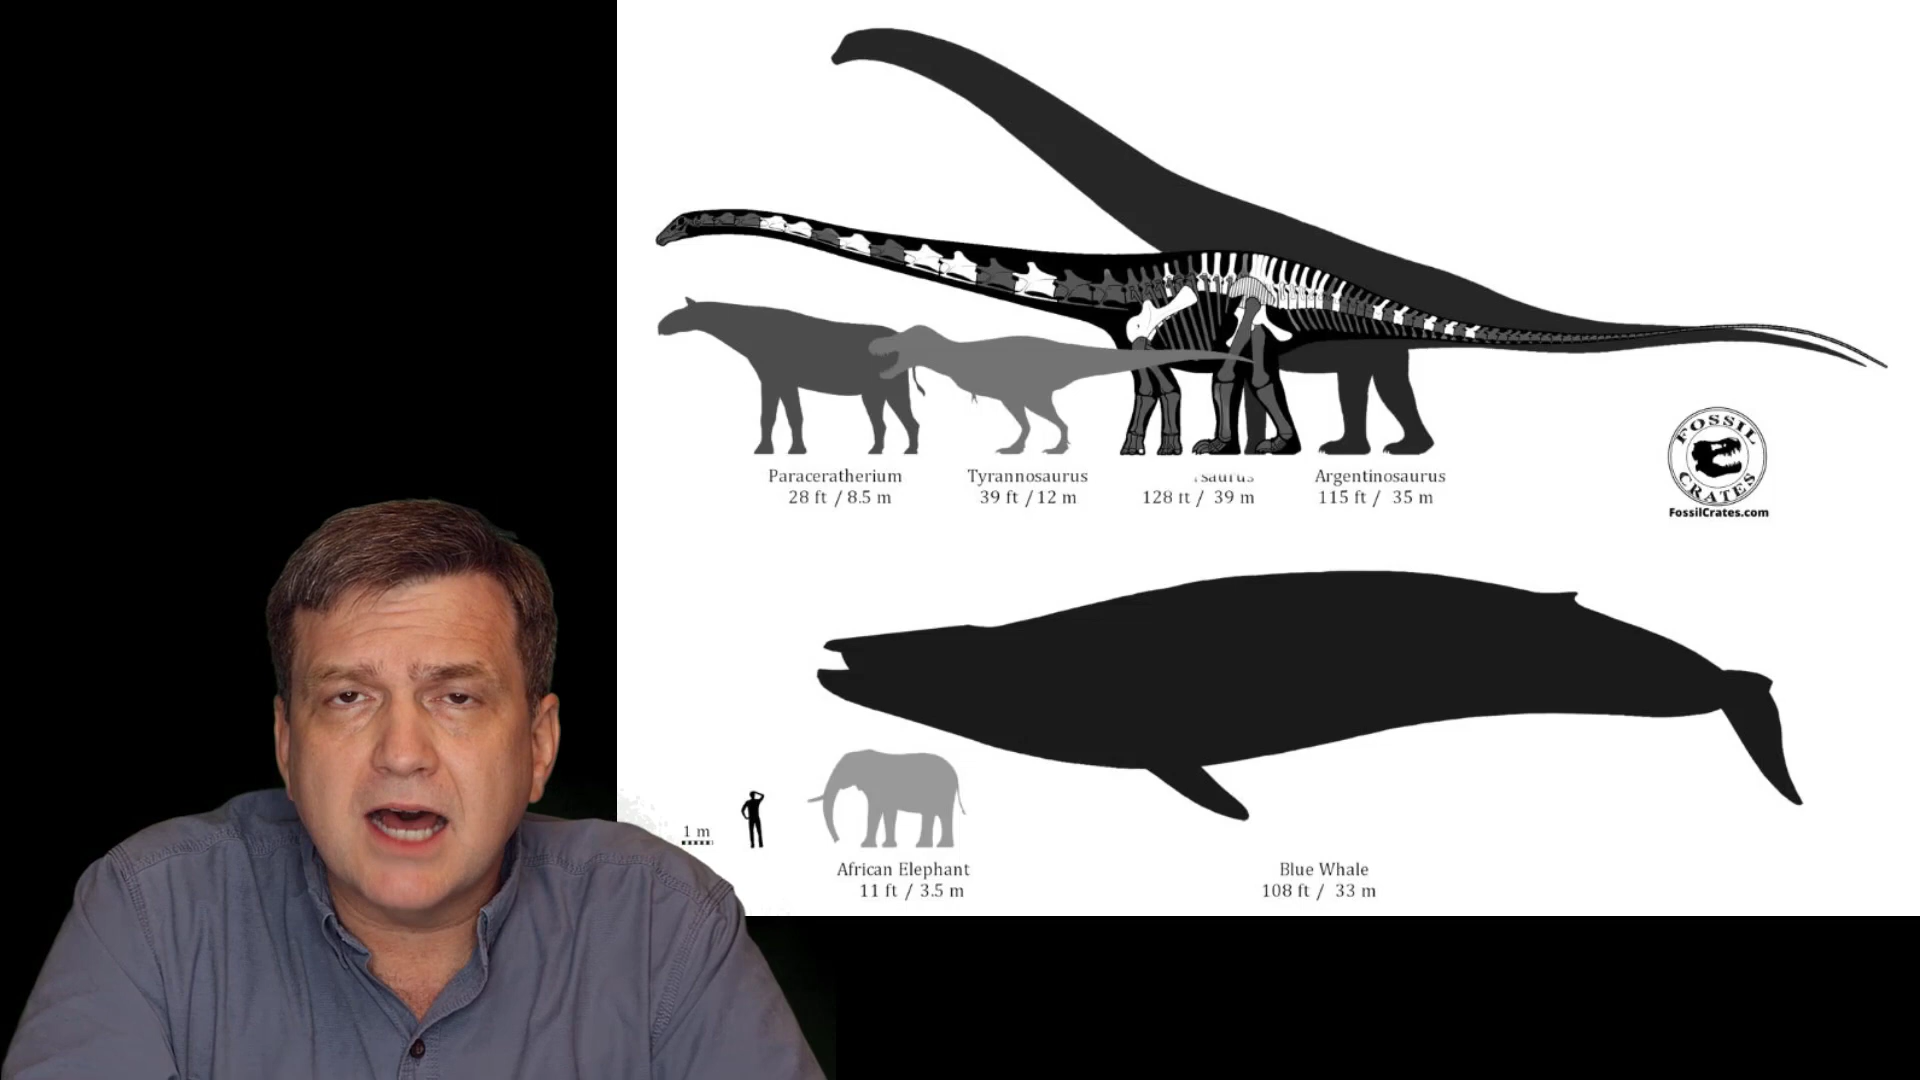 Paraceratherium
28 ft / 8.5 m
Tyrannosaurus
39 ft / 12 m
128 ft / 39 m
Argentinosaurus
115 ft / 35 m
FOSSIL
CRATES
FossilCrates.com
1 m
African Elephant
11 ft / 3.5 m
Blue Whale
108 ft / 33 m